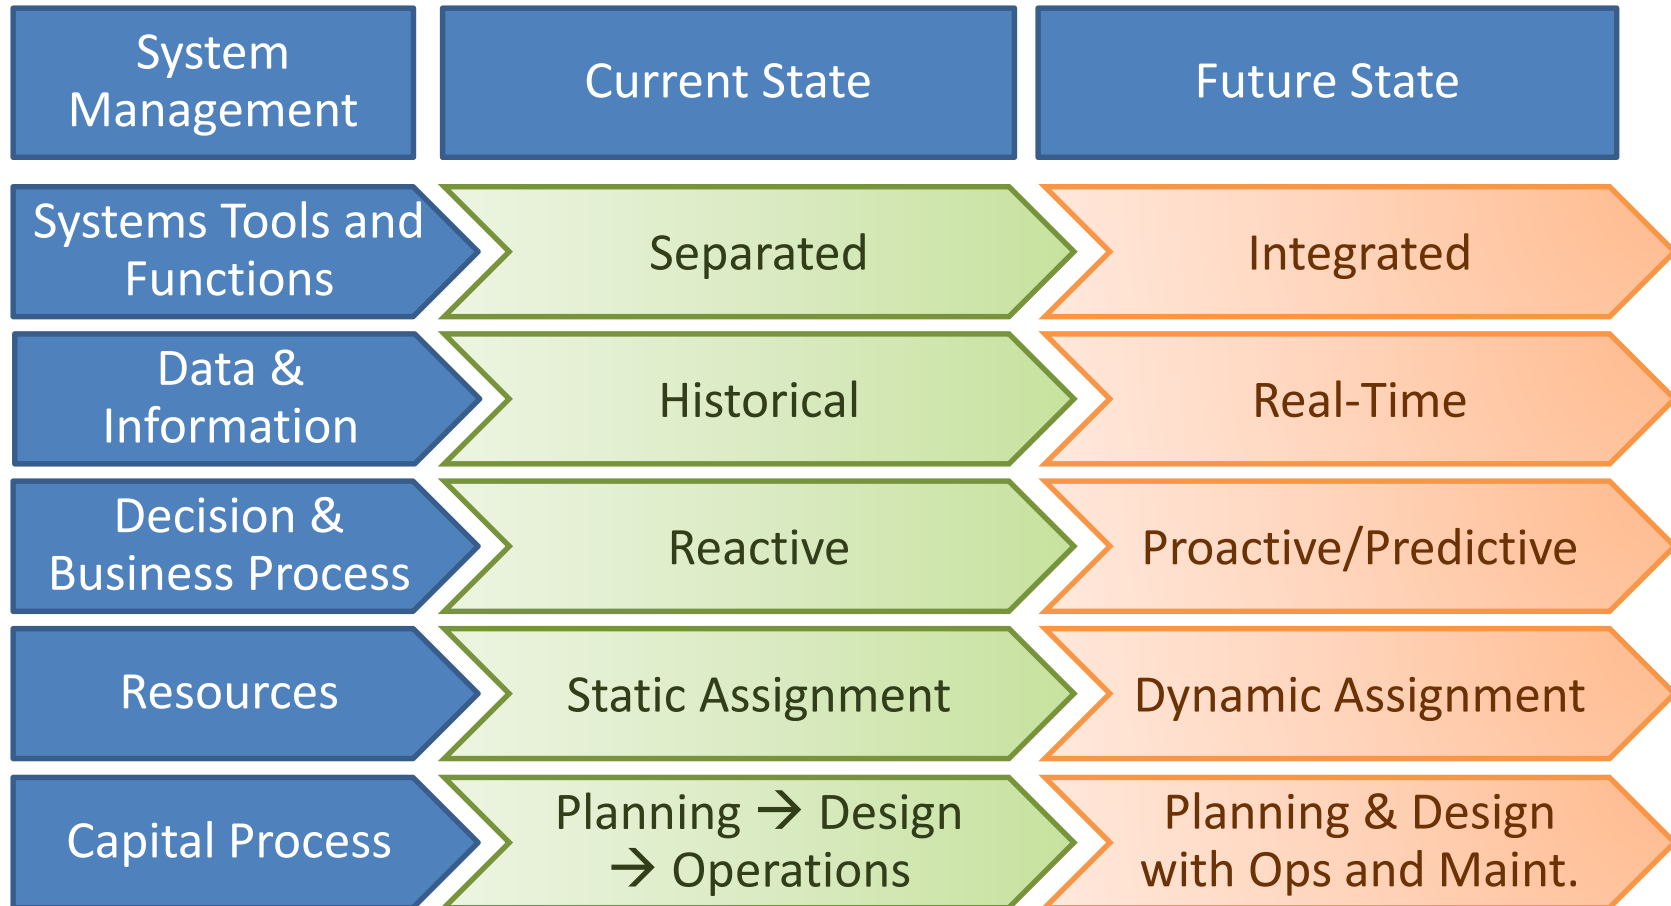 System
Management
Current State
Future State
Systems Tools and
Functions
Separated
Integrated
Data &
Information
Historical
Real-Time
Decision &
Business Process
Reactive
Proactive/Predictive
Resources
Static Assignment
Dynamic Assignment
Capital Process
Planning → Design
→ Operations
Planning & Design
with Ops and Maint.